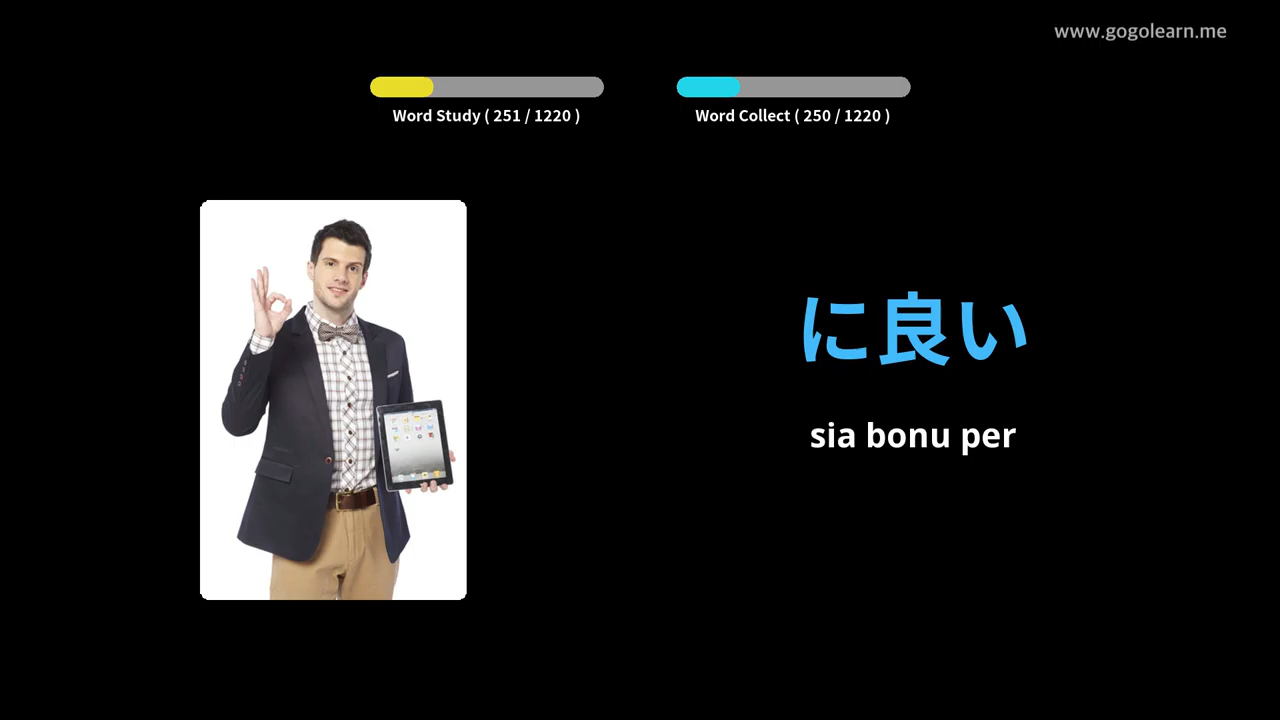 www.gogolearn.me
Word Study ( 251 / 1220 )
Word Collect ( 250 / 1220 )
に良い
sia bonu per